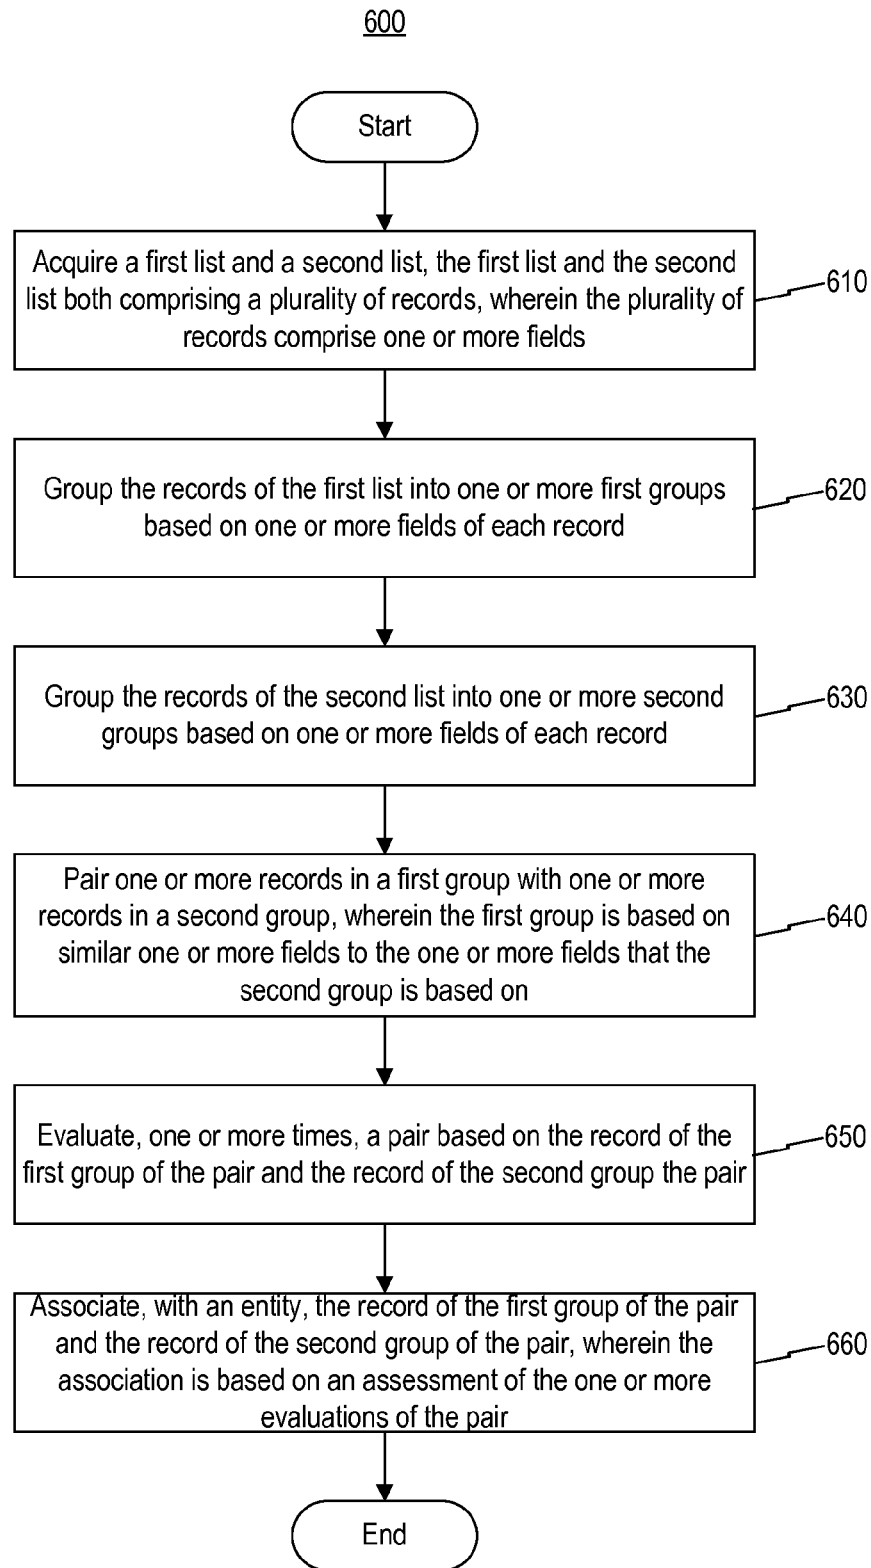 600
Start
Acquire a first list and a second list, the first list and the second
list both comprising a plurality of records, wherein the plurality of
records comprise one or more fields
610
Group the records of the first list into one or more first groups
based on one or more fields of each record
620
Group the records of the second list into one or more second
groups based on one or more fields of each record
630
Pair one or more records in a first group with one or more
records in a second group, wherein the first group is based on
similar one or more fields to the one or more fields that the
second group is based on
640
Evaluate, one or more times, a pair based on the record of the
first group of the pair and the record of the second group the pair
650
Associate, with an entity, the record of the first group of the pair
and the record of the second group of the pair, wherein the
association is based on an assessment of the one or more
evaluations of the pair
660
End